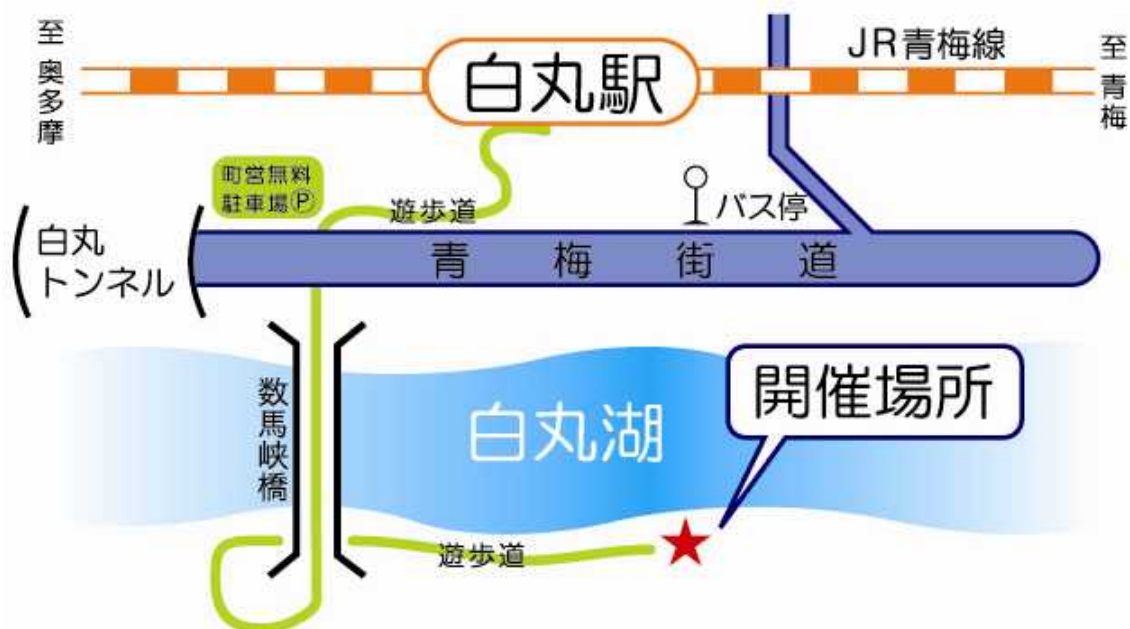 至奥多摩
白丸駅
JR青梅線
至青梅
町営無料
駐車場Ⓟ
遊歩道
バス停
白丸
トンネル
青梅街道
数馬峡橋
白丸湖
開催場所
遊歩道